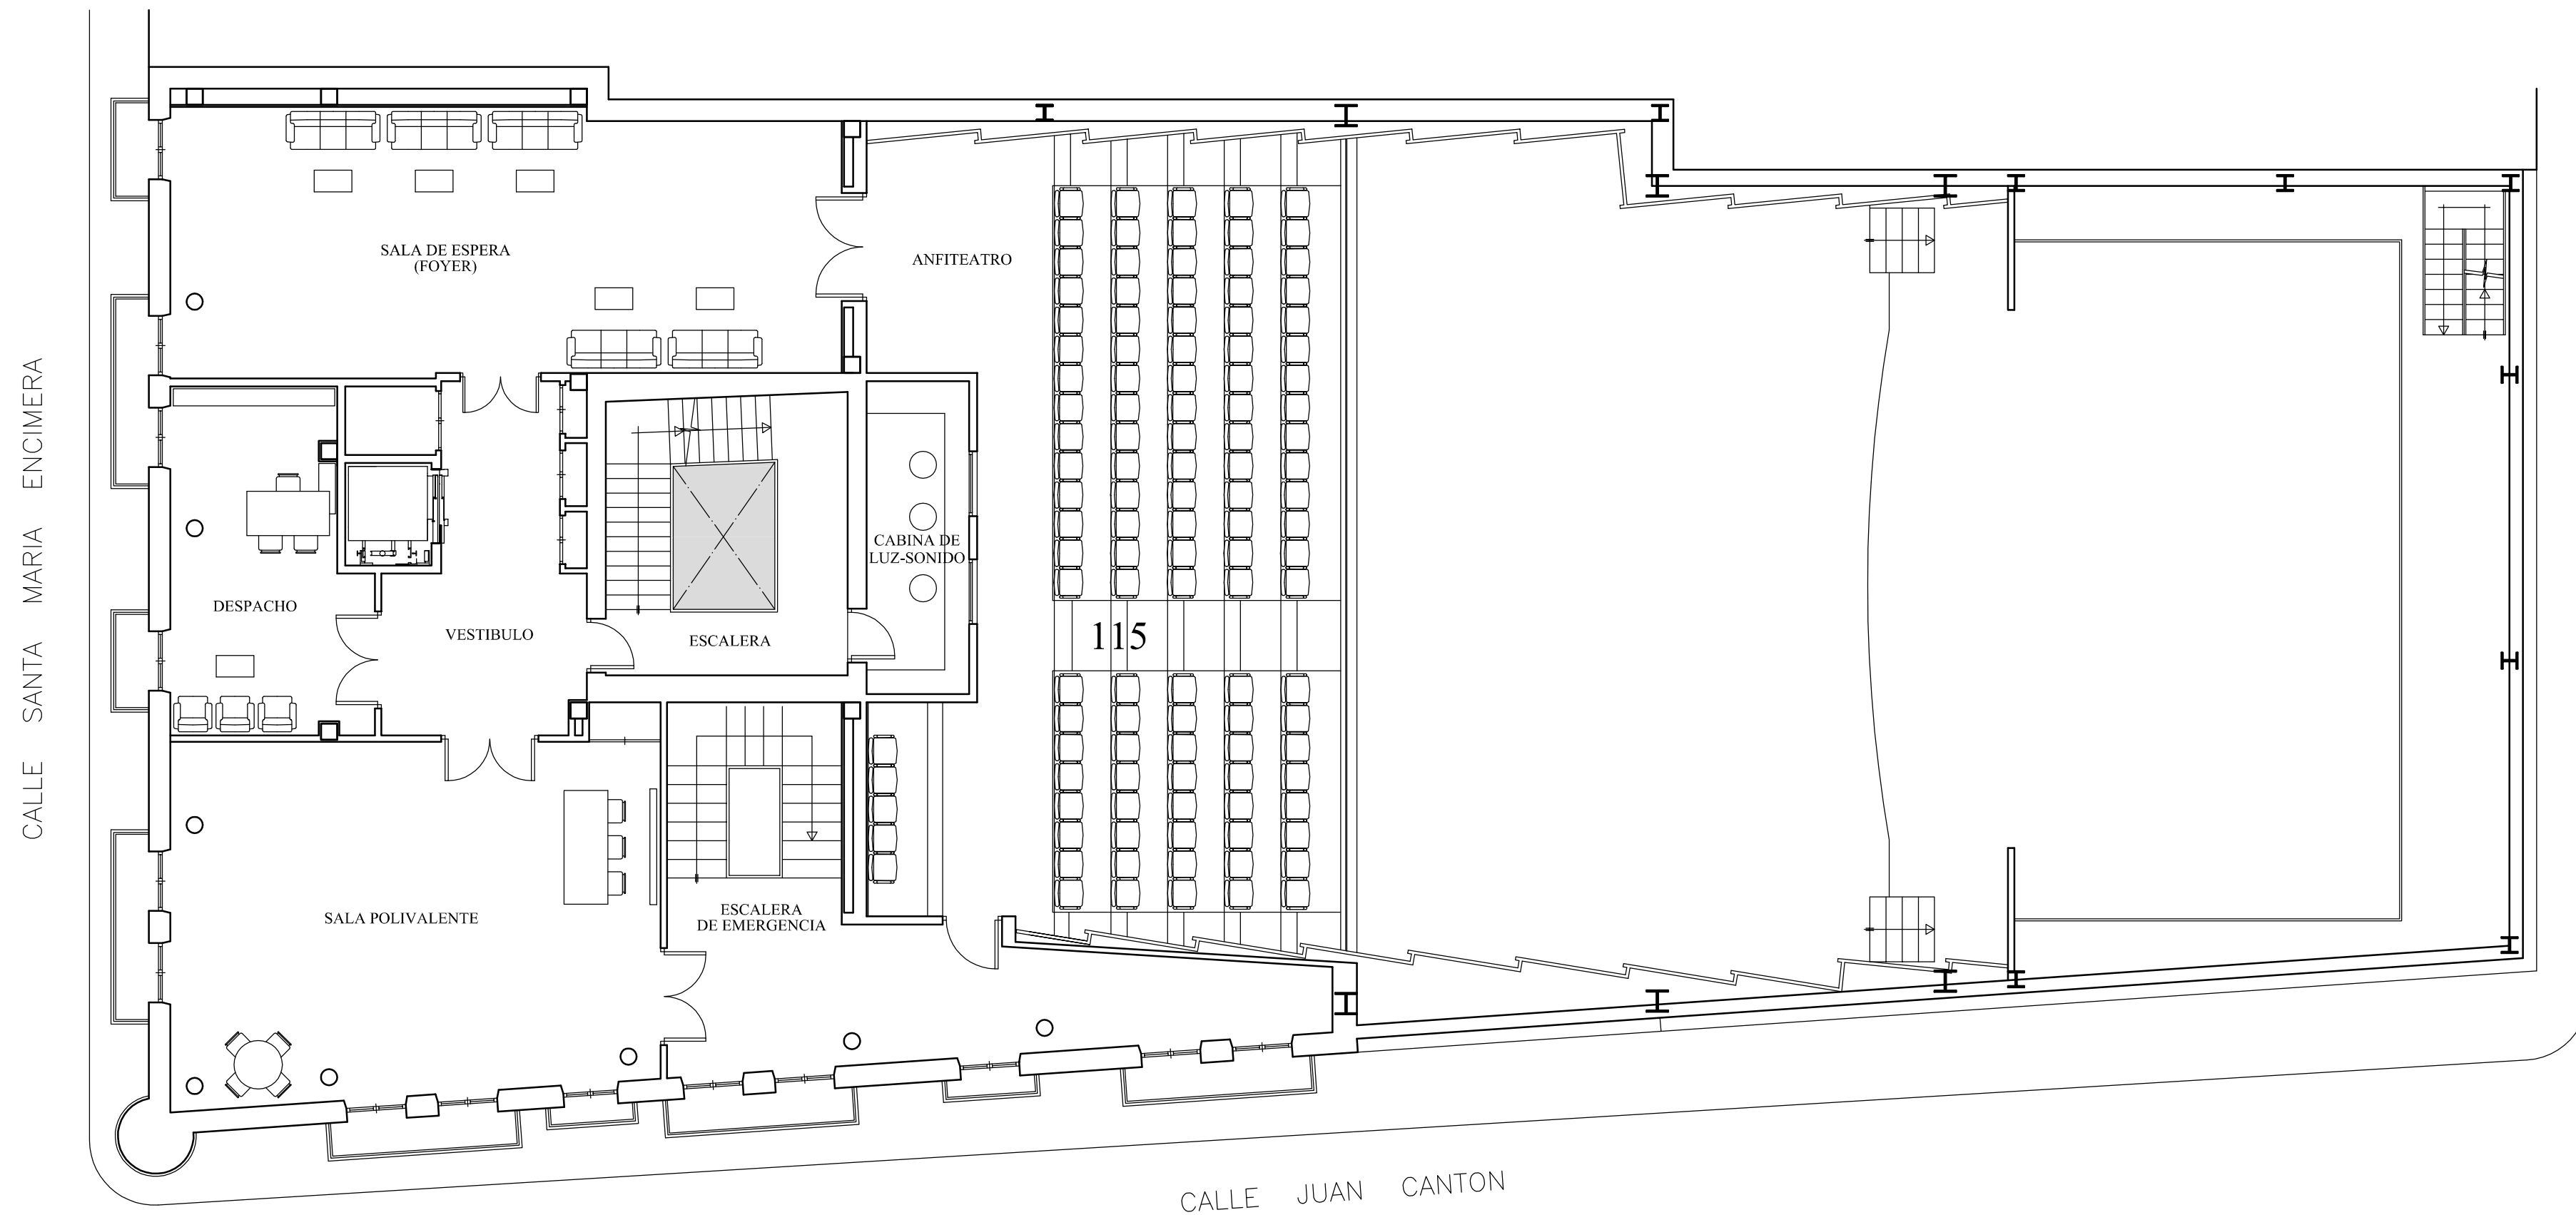 SALA DE ESPERA
(FOYER)
ANFITEATRO
CALLE SANTA MARIA ENCIMERA
CABINA DE
LUZ-SONIDO
DESPACHO
VESTIBULO
ESCALERA
115
SALA POLIVALENTE
ESCALERA
DE EMERGENCIA
CALLE JUAN CANTON